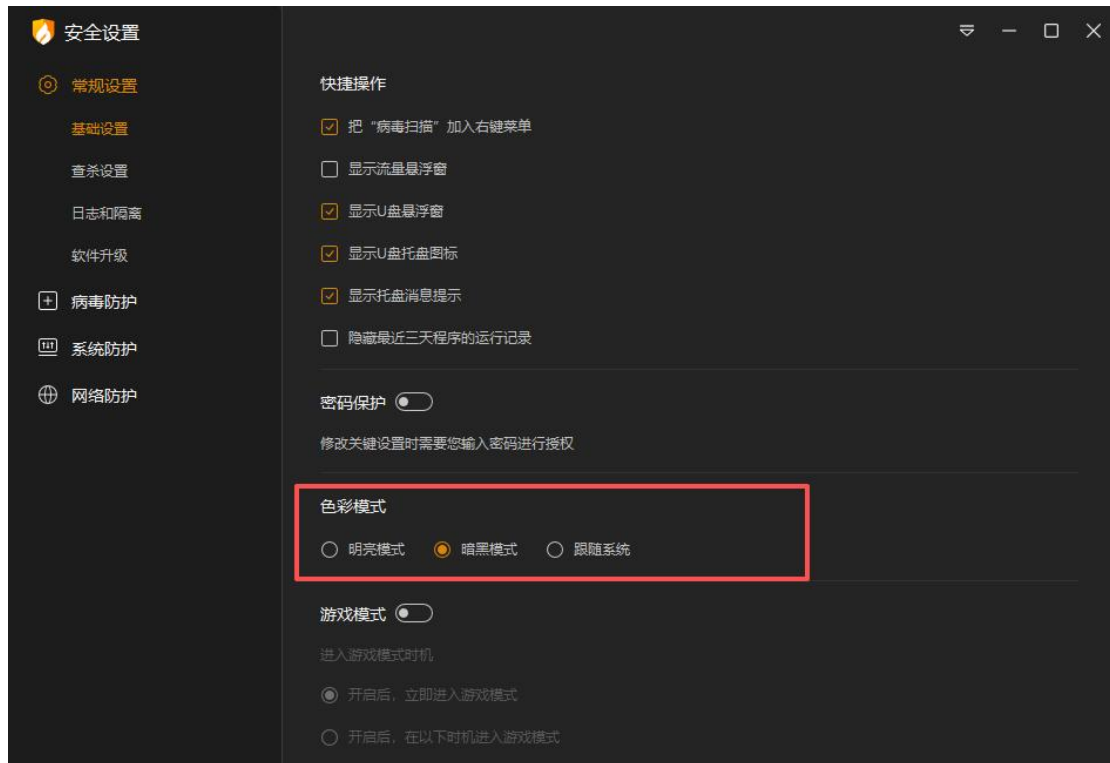 安全设置
常规设置
基础设置
查杀设置
日志和隔离
软件升级
病毒防护
系统防护
网络防护
快捷操作
把“病毒扫描”加入右键菜单
显示流量悬浮窗
显示U盘悬浮窗
显示U盘托盘图标
显示托盘消息提示
隐藏最近三天程序的运行记录
密码保护
修改关键设置时需要您输入密码进行授权
色彩模式
明亮模式 暗黑模式 跟随系统
游戏模式
进入游戏模式时机
开启后，立即进入游戏模式
开启后，在以下时机进入游戏模式